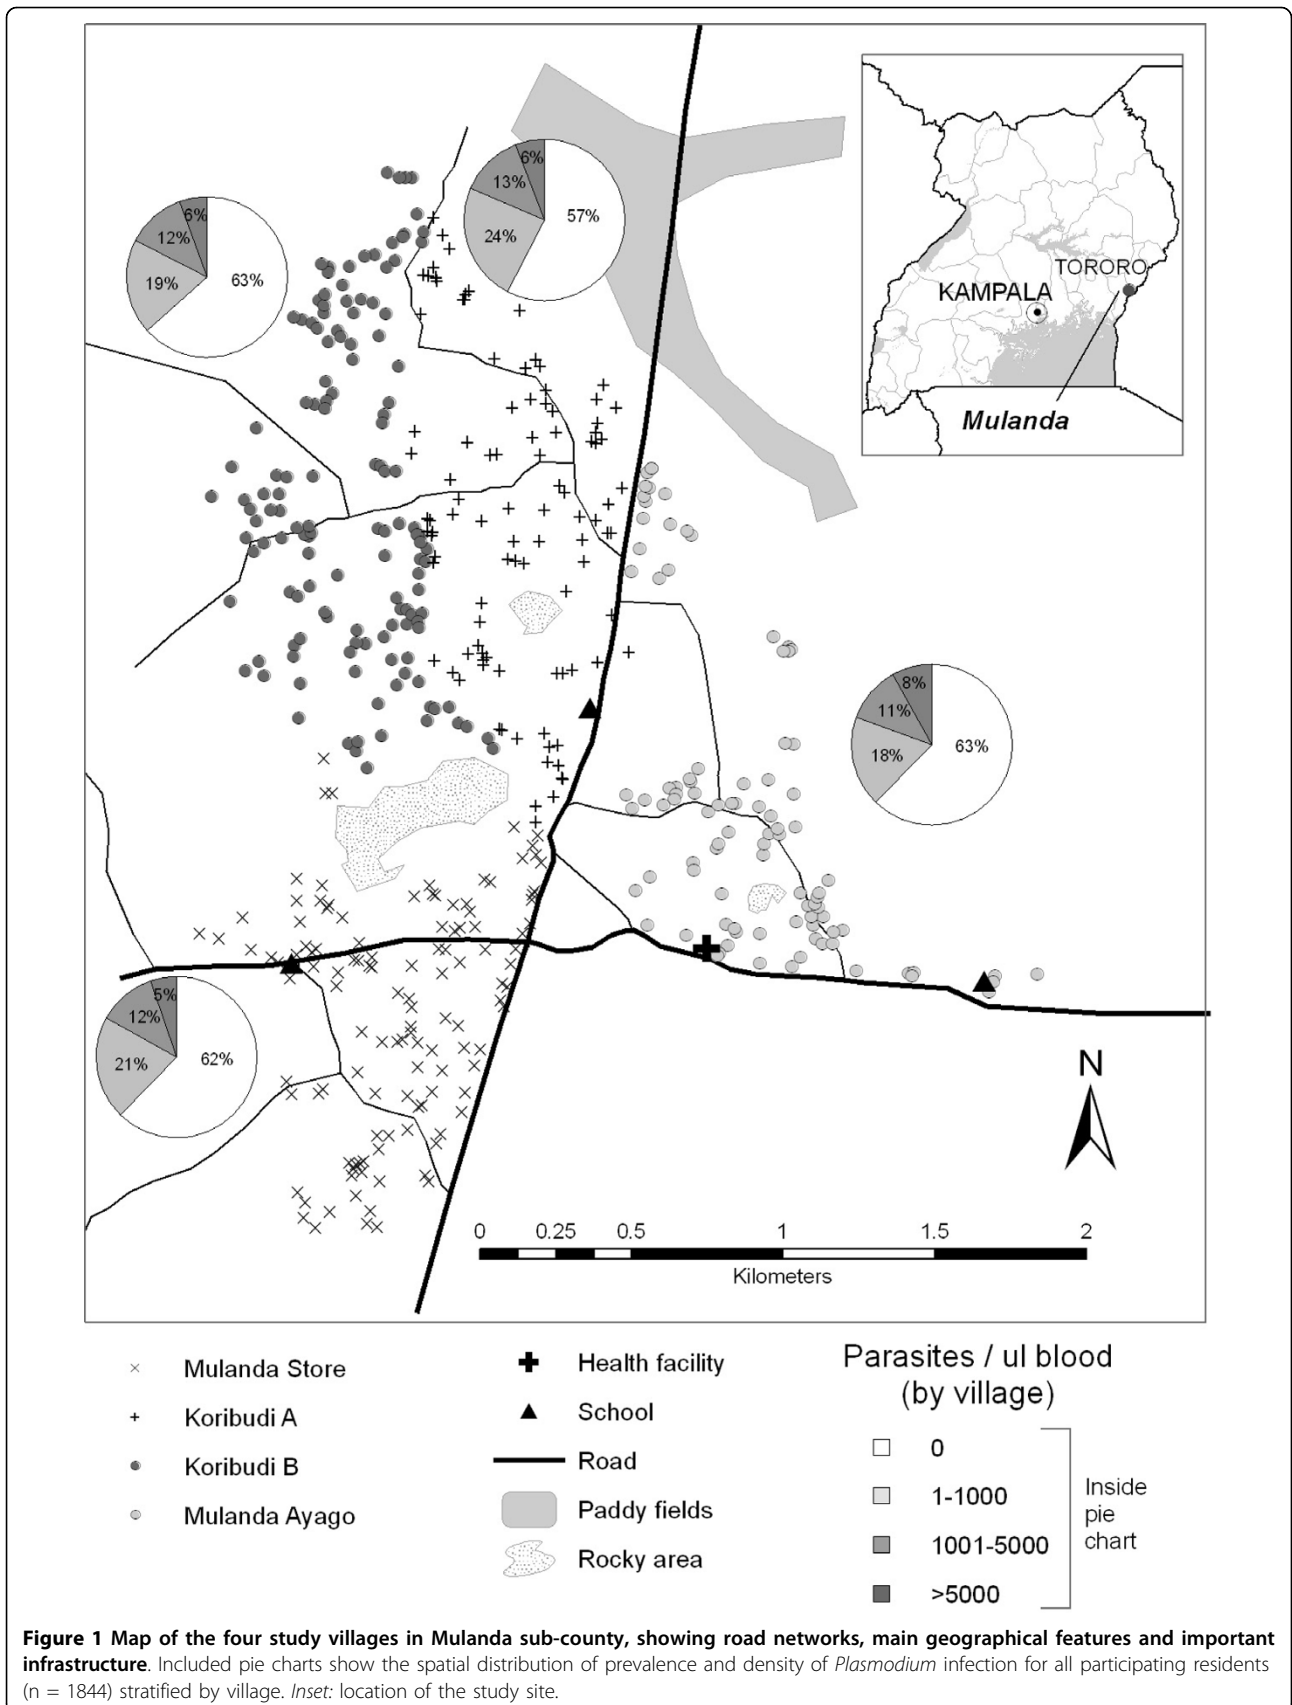 6%
13%
57%
24%
6%
12%
19%
63%
TORORO
KAMPALA
Mulanda
8%
11%
18%
63%
5%
12%
21%
62%
N
0 0.25 0.5 1 1.5 2
Kilometers
Mulanda Store
Koribudi A
Koribudi B
Mulanda Ayago
Health facility
School
Road
Paddy fields
Rocky area
Parasites / ul blood
(by village)
0
1-1000
1001-5000
>5000
Inside
pie
chart
Figure 1 Map of the four study villages in Mulanda sub-county, showing road networks, main geographical features and important
infrastructure. Included pie charts show the spatial distribution of prevalence and density of Plasmodium infection for all participating residents
(n = 1844) stratified by village. Inset: location of the study site.